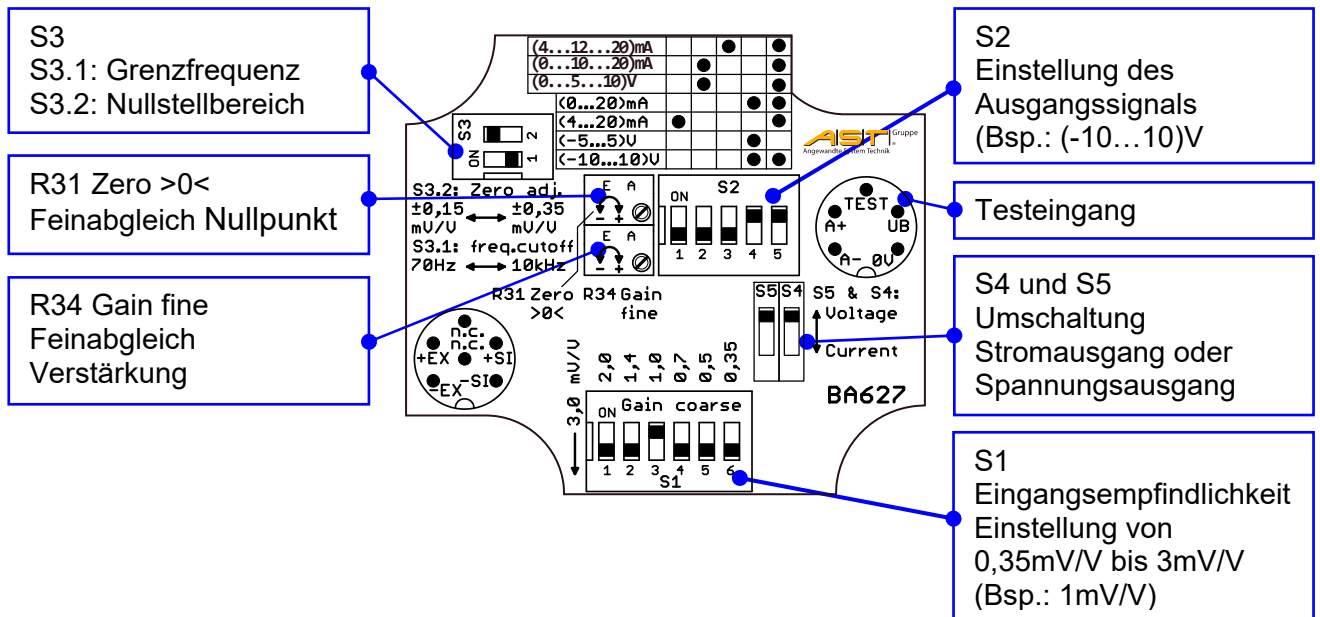 S3
S3.1: Grenzfrequenz
S3.2: Nullstellbereich
R31 Zero >0<
Feinabgleich Nullpunkt
R34 Gain fine
Feinabgleich
Verstärkung
(4...12...20)mA
(0...10...20)mA
(0...5...10)V
(0...20)mA
(4...20)mA
(-5...5)V
(-10...10)V
AST Gruppe
Angewandte System Technik
S3
ON
2
1
S3.2: Zero adj.
±0,15 ±0,35
mV/V mV/V
S3.1: freq.cutoff
70Hz 10kHz
E A
- +
E A
- +
R31 Zero
>0<
R34 Gain
fine
S2
ON
1 2 3 4 5
TEST
A+ UB
A- 0V
S5 S4
S5 & S4:
Voltage
Current
BA627
n.c.
n.c.
+EX +SI
-EX -SI
3,0 mV/V
2,0
1,4
1,0
0,7
0,5
0,35
ON Gain coarse
1 2 3 4 5 6
S1
S2
Einstellung des
Ausgangssignals
(Bsp.: (-10…10)V
Testeingang
S4 und S5
Umschaltung
Stromausgang oder
Spannungsausgang
S1
Eingangsempfindlichkeit
Einstellung von
0,35mV/V bis 3mV/V
(Bsp.: 1mV/V)